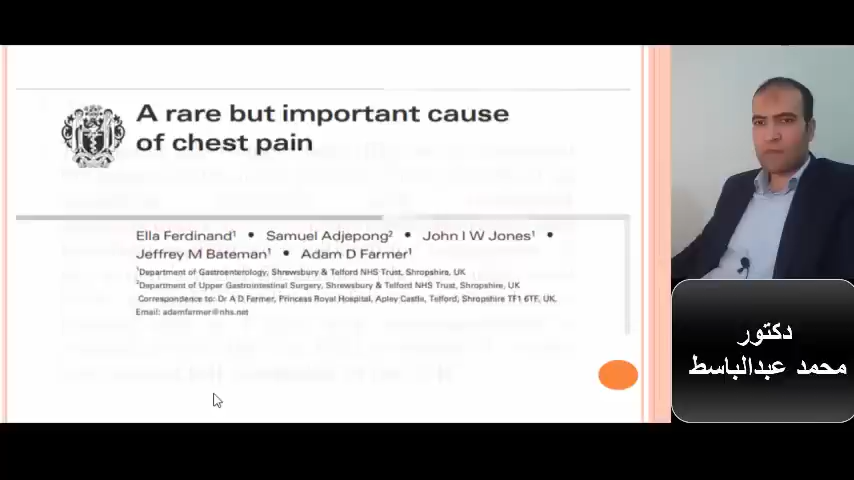 A rare but important cause
of chest pain
Ella Ferdinand¹ • Samuel Adjepong² • John I W Jones¹ •
Jeffrey M Bateman¹ • Adam D Farmer¹
¹Department of Gastroenterology, Shrewsbury & Telford NHS Trust, Shropshire, UK
²Department of Upper Gastrointestinal Surgery, Shrewsbury & Telford NHS Trust, Shropshire, UK
Correspondence to: Dr A D Farmer, Princess Royal Hospital, Apley Castle, Telford, Shropshire TF1 6TF, UK.
Email: adamfarmer@nhs.net
دكتور
محمد عبدالباسط